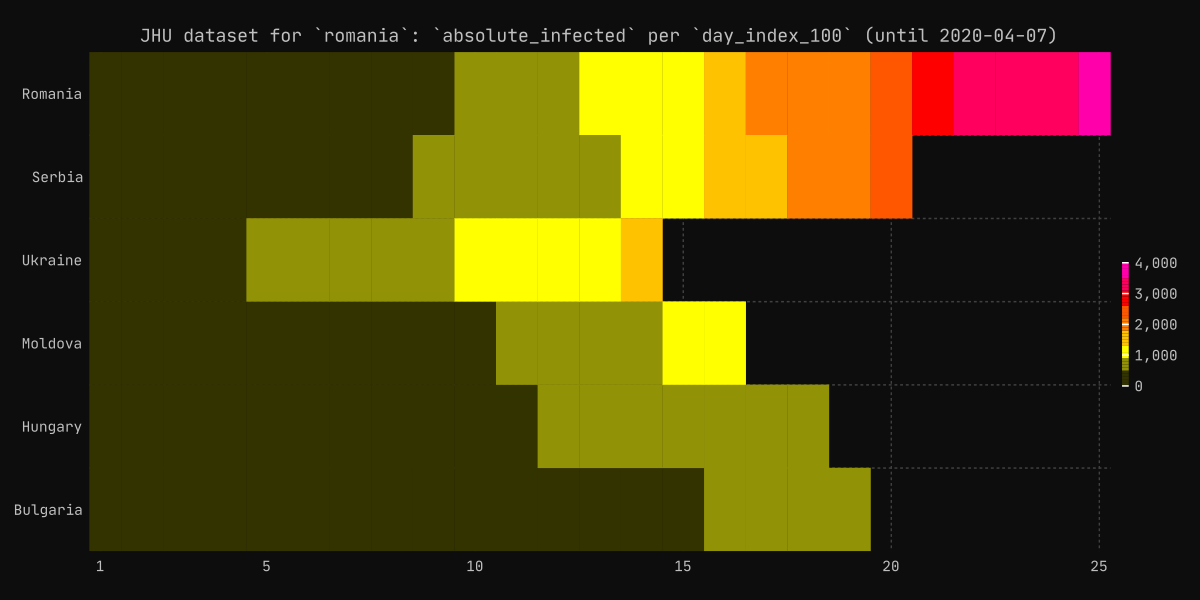 JHU dataset for `romania`: `absolute_infected` per `day_index_100` (until 2020-04-07)
Romania
Serbia
Ukraine
Moldova
Hungary
Bulgaria
4,000
3,000
2,000
1,000
0
1 5 10 15 20 25